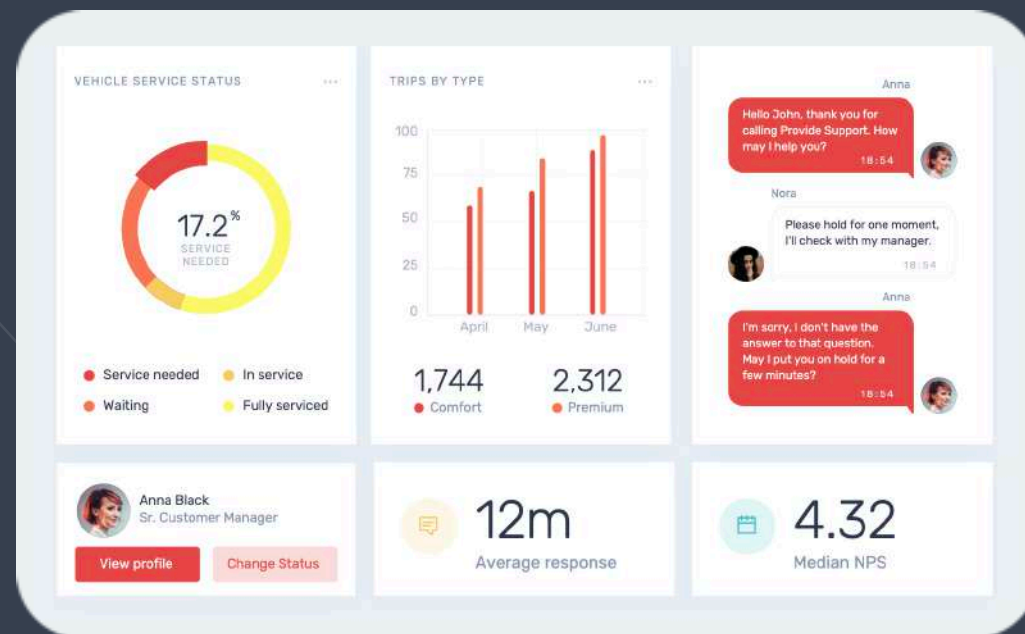 VEHICLE SERVICE STATUS
17.2%
SERVICE
NEEDED
Service needed
In service
Waiting
Fully serviced
TRIPS BY TYPE
100
75
50
25
0
April
May
June
1,744
Comfort
2,312
Premium
Anna
Hello John, thank you for
calling Provide Support. How
may I help you?
18:54
Nora
Please hold for one moment,
I'll check with my manager.
18:54
Anna
I'm sorry, I don't have the
answer to that question.
May I put you on hold for a
few minutes?
18:54
Anna Black
Sr. Customer Manager
View profile
Change Status
12m
Average response
4.32
Median NPS